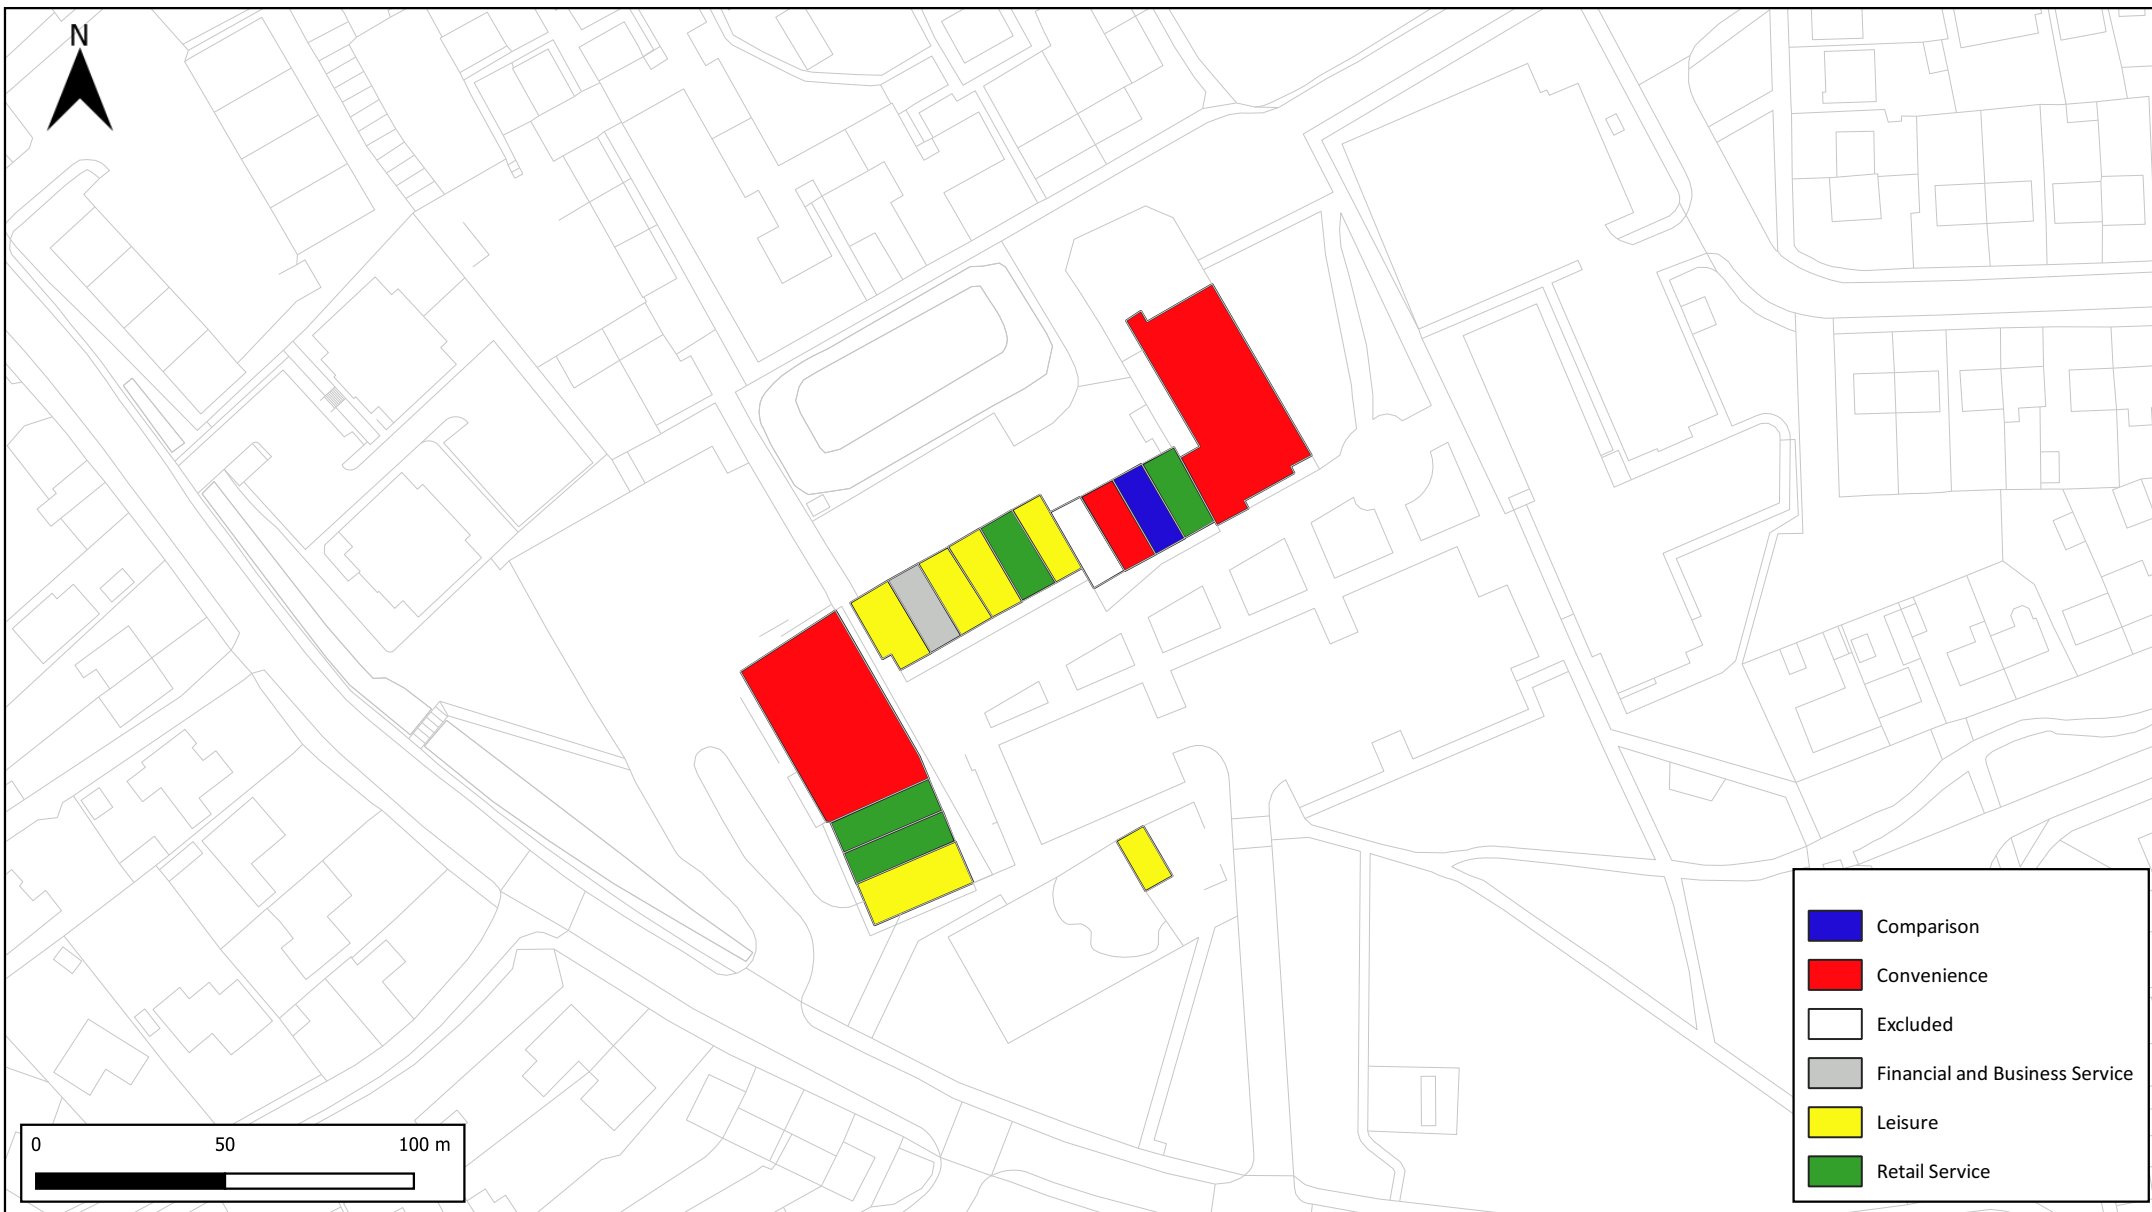 N
Comparison
Convenience
Excluded
Financial and Business Service
Leisure
Retail Service
0 50 100 m